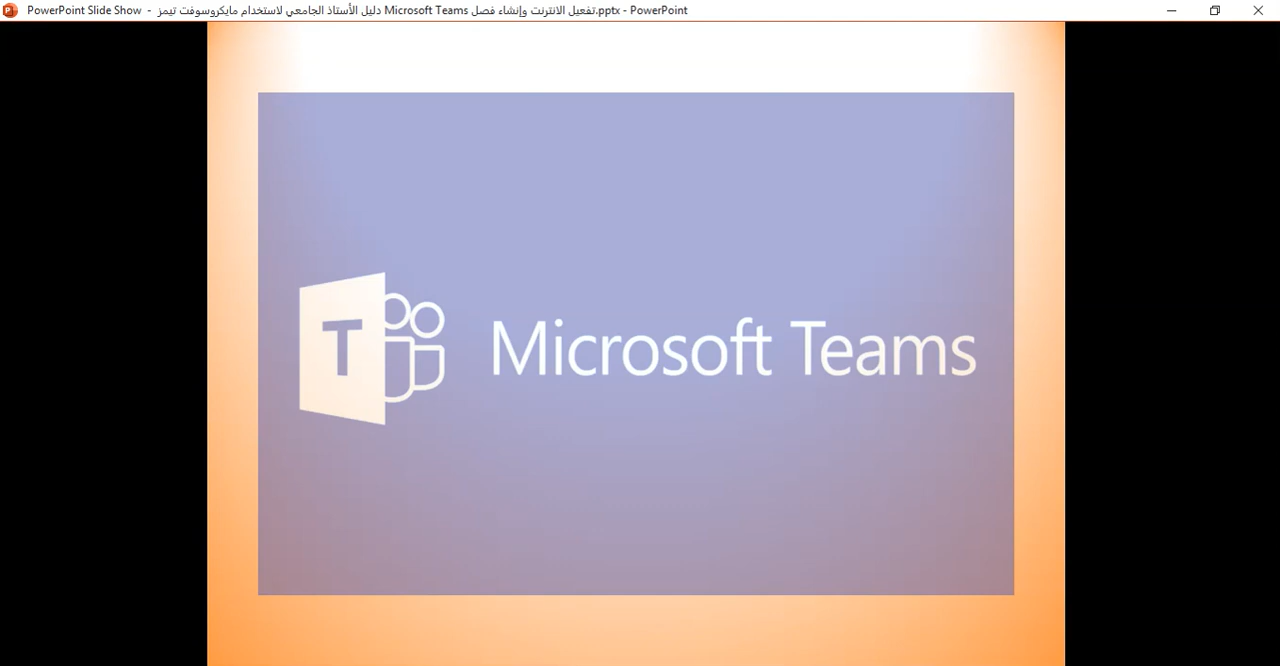 PowerPoint Slide Show - دليل الأستاذ الجامعي لاستخدام مايكروسوفت تيمز Microsoft Teams تفعيل الانترنت وإنشاء فصل.pptx - PowerPoint
T
Microsoft Teams